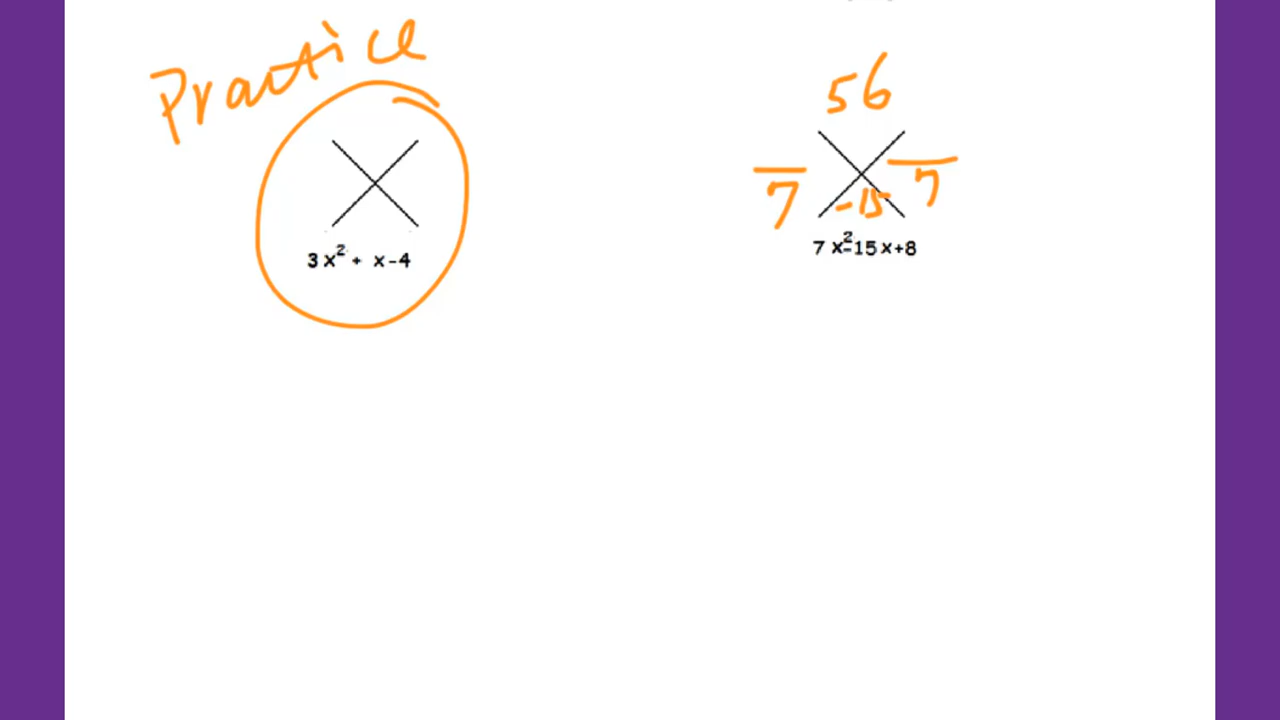 Practice
3x² + x-4
56
7 7
-15
7x²-15x+8